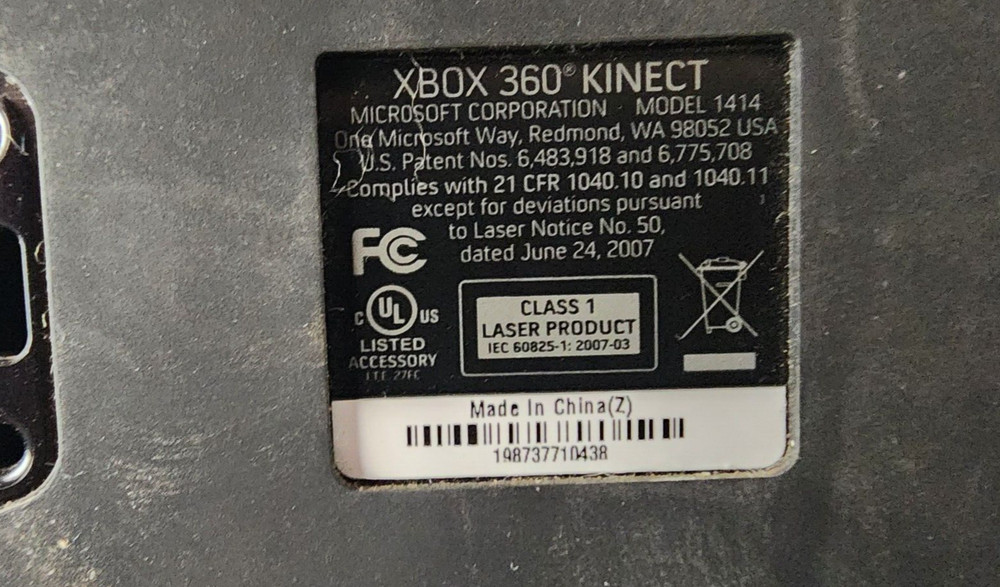 XBOX 360® KINECT
MICROSOFT CORPORATION · MODEL 1414
One Microsoft Way, Redmond, WA 98052 USA
U.S. Patent Nos. 6,483,918 and 6,775,708
Complies with 21 CFR 1040.10 and 1040.11
except for deviations pursuant
to Laser Notice No. 50,
dated June 24, 2007
FC
C UL US
LISTED
ACCESSORY
I.T.E. 27FC
CLASS 1
LASER PRODUCT
IEC 60825-1: 2007-03
Made In China(Z)
198737710438